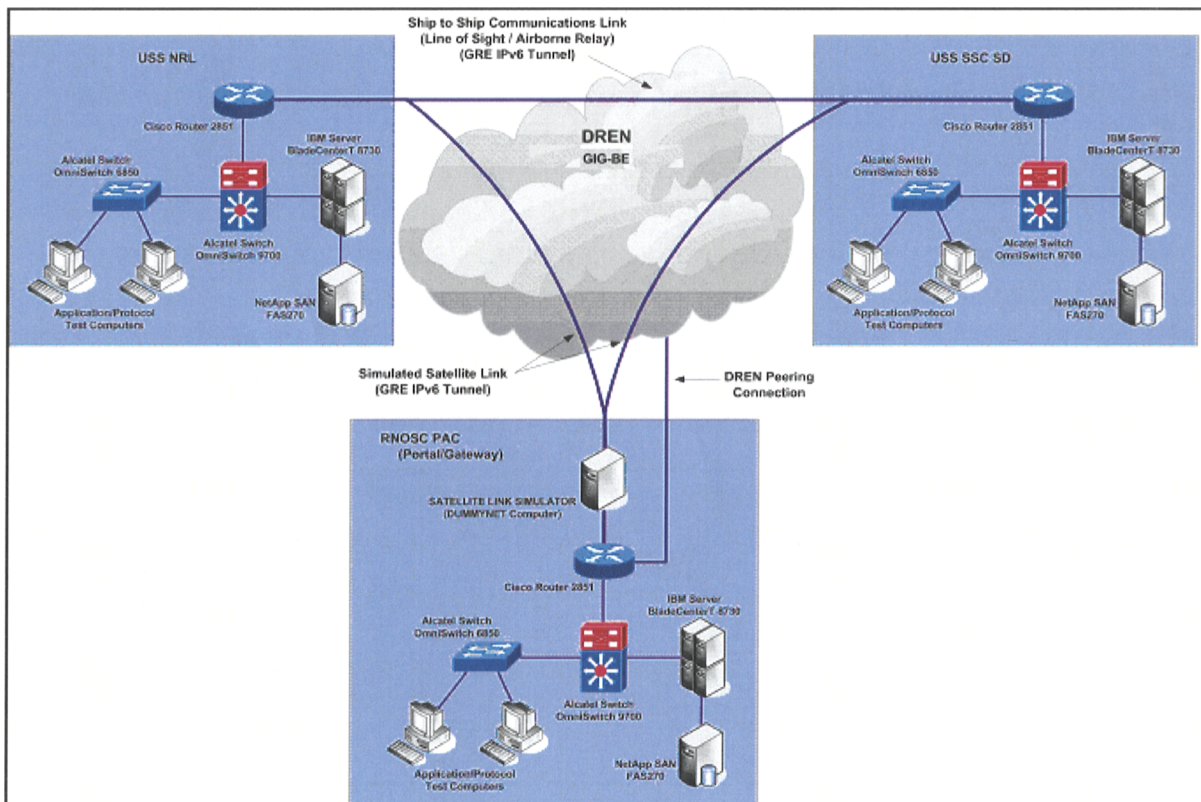 Ship to Ship Communications Link
(Line of Sight / Airborne Relay)
(GRE IPv6 Tunnel)
USS NRL
Cisco Router 2851
IBM Server
BladeCenterT 8730
Alcatel Switch
OmniSwitch 6850
Alcatel Switch
OmniSwitch 9700
Application/Protocol
Test Computers
NetApp SAN
FAS270
DREN
GIG-BE
USS SSC SD
Cisco Router 2851
IBM Server
BladeCenterT 8730
Alcatel Switch
OmniSwitch 6850
Alcatel Switch
OmniSwitch 9700
Application/Protocol
Test Computers
NetApp SAN
FAS270
Simulated Satellite Link
(GRE IPv6 Tunnel)
DREN Peering
Connection
RNOSC PAC
(Portal/Gateway)
SATELLITE LINK SIMULATOR
(DUMMYNET Computer)
Cisco Router 2851
IBM Server
BladeCenterT 8730
Alcatel Switch
OmniSwitch 6850
Alcatel Switch
OmniSwitch 9700
Application/Protocol
Test Computers
NetApp SAN
FAS270